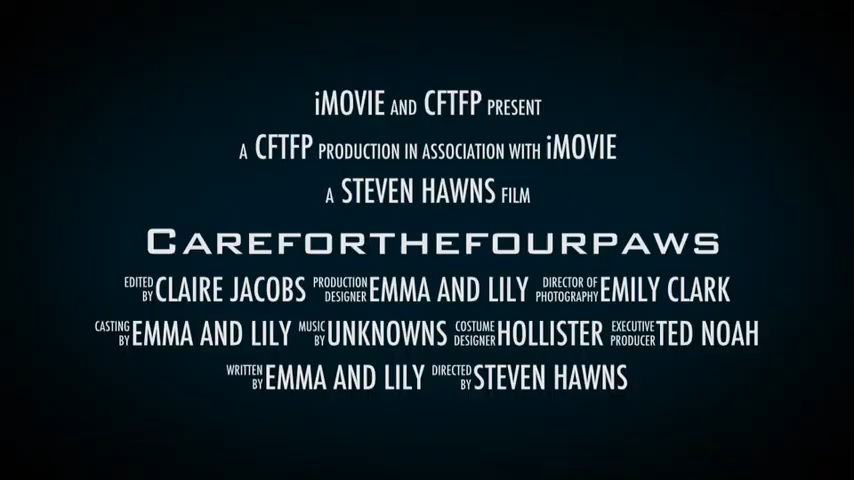 iMOVIE AND CFTFP PRESENT
A CFTFP PRODUCTION IN ASSOCIATION WITH iMOVIE
A STEVEN HAWNS FILM
CAREFORTHEFOURPAWS
EDITED BY CLAIRE JACOBS PRODUCTION DESIGNER EMMA AND LILY DIRECTOR OF PHOTOGRAPHY EMILY CLARK
CASTING BY EMMA AND LILY MUSIC BY UNKNOWNS COSTUME DESIGNER HOLLISTER EXECUTIVE PRODUCER TED NOAH
WRITTEN BY EMMA AND LILY DIRECTED BY STEVEN HAWNS